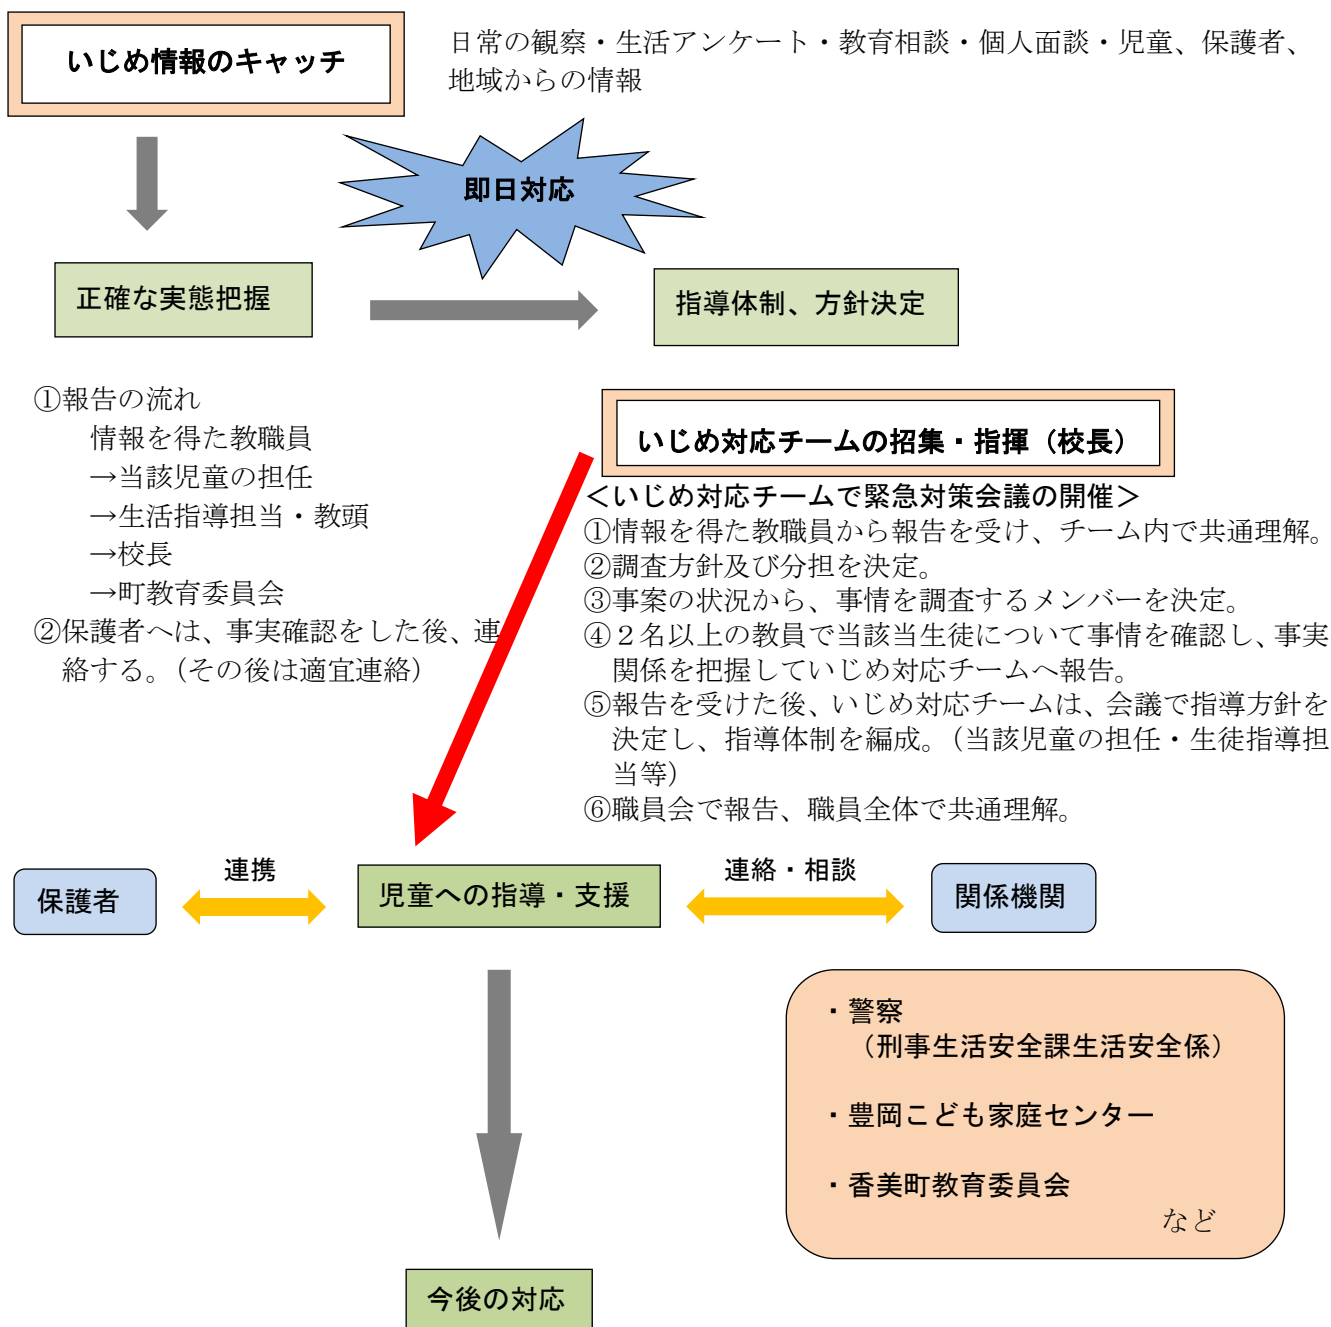 いじめ情報のキャッチ
日常の観察・生活アンケート・教育相談・個人面談・児童、保護者、
地域からの情報
即日対応
正確な実態把握
指導体制、方針決定
①報告の流れ
情報を得た教職員
→当該児童の担任
→生活指導担当・教頭
→校長
→町教育委員会
②保護者へは、事実確認をした後、連
絡する。（その後は適宜連絡）
いじめ対応チームの招集・指揮（校長）
＜いじめ対応チームで緊急対策会議の開催＞
①情報を得た教職員から報告を受け、チーム内で共通理解。
②調査方針及び分担を決定。
③事案の状況から、事情を調査するメンバーを決定。
④２名以上の教員で当該当生徒について事情を確認し、事実
関係を把握していじめ対応チームへ報告。
⑤報告を受けた後、いじめ対応チームは、会議で指導方針を
決定し、指導体制を編成。（当該児童の担任・生徒指導担
当等）
⑥職員会で報告、職員全体で共通理解。
保護者
連携
児童への指導・支援
連絡・相談
関係機関
・警察
（刑事生活安全課生活安全係）
・豊岡こども家庭センター
・香美町教育委員会
など
今後の対応